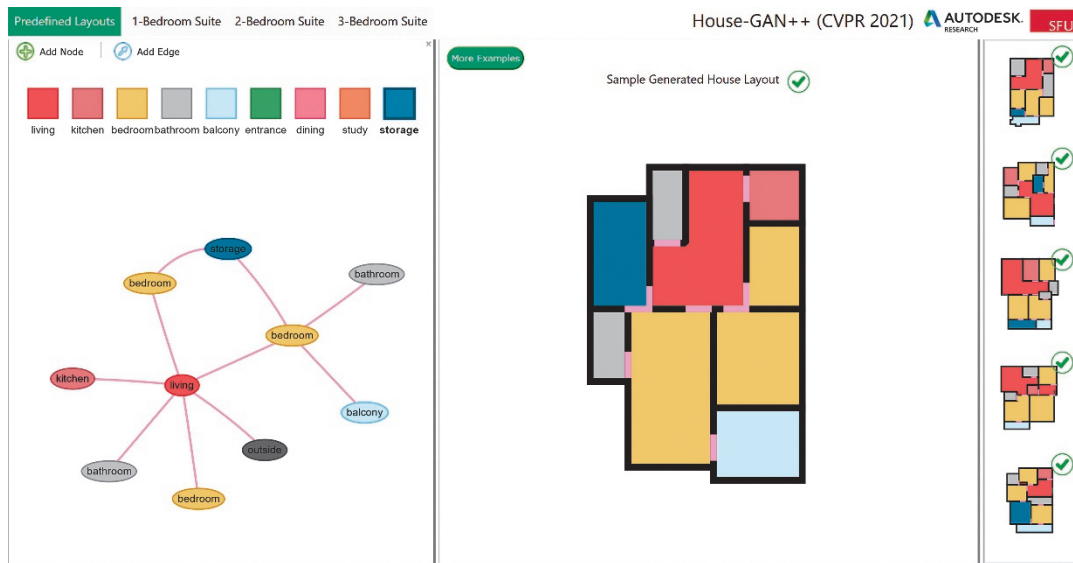 Predefined Layouts 1-Bedroom Suite 2-Bedroom Suite 3-Bedroom Suite House-GAN++ (CVPR 2021) AUTODESK. RESEARCH SFU
Add Node Add Edge ×
living kitchen bedroom bathroom balcony entrance dining study storage
storage
bedroom
bathroom
bedroom
kitchen
living
balcony
outside
bathroom
bedroom
More Examples
Sample Generated House Layout